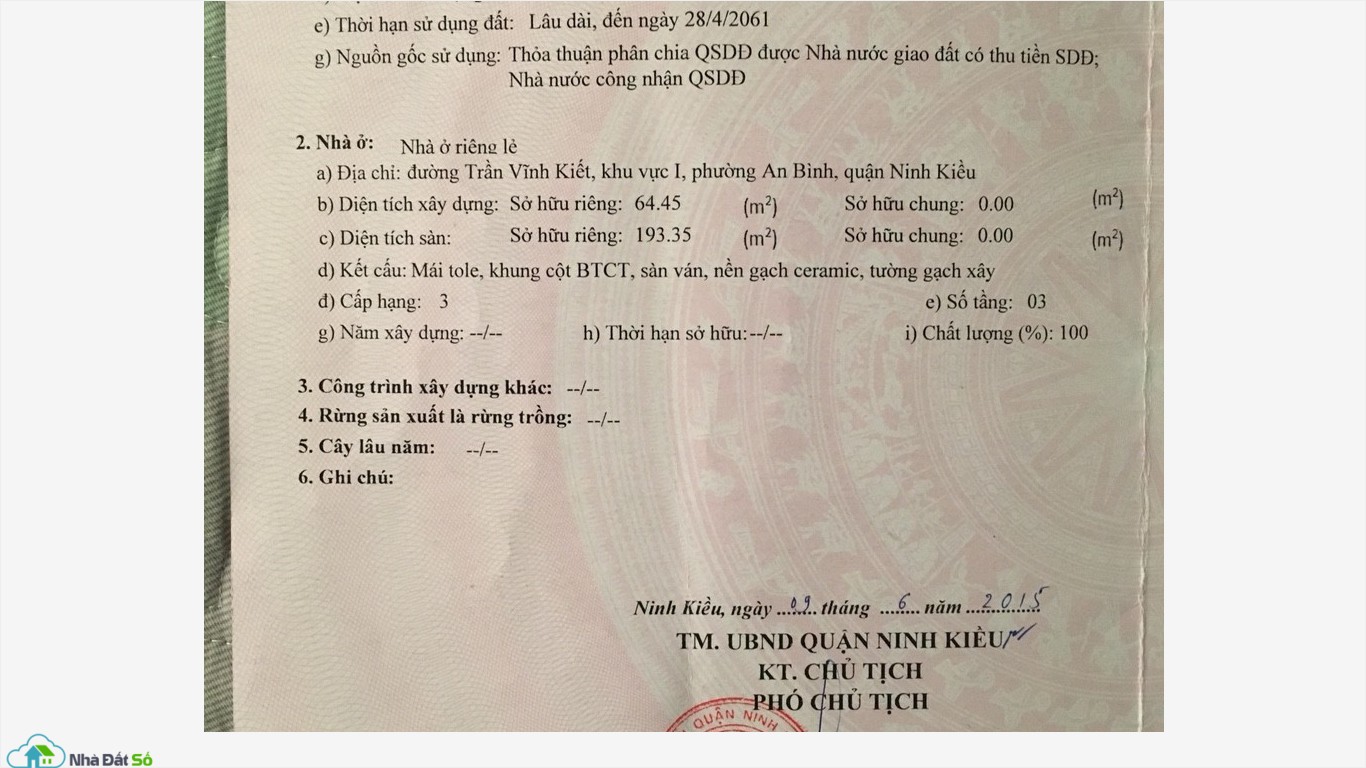 e) Thời hạn sử dụng đất: Lâu dài, đến ngày 28/4/2061
g) Nguồn gốc sử dụng: Thỏa thuận phân chia QSDĐ được Nhà nước giao đất có thu tiền SDĐ;
Nhà nước công nhận QSDĐ
2. Nhà ở: Nhà ở riêng lẻ
a) Địa chỉ: đường Trần Vĩnh Kiết, khu vực I, phường An Bình, quận Ninh Kiều
b) Diện tích xây dựng: Sở hữu riêng: 64.45 (m²) Sở hữu chung: 0.00 (m²)
c) Diện tích sàn: Sở hữu riêng: 193.35 (m²) Sở hữu chung: 0.00 (m²)
d) Kết cấu: Mái tole, khung cột BTCT, sàn ván, nền gạch ceramic, tường gạch xây
đ) Cấp hạng: 3 e) Số tầng: 03
g) Năm xây dựng: --/-- h) Thời hạn sở hữu: --/-- i) Chất lượng (%): 100
3. Công trình xây dựng khác: --/--
4. Rừng sản xuất là rừng trồng: --/--
5. Cây lâu năm: --/--
6. Ghi chú:
Ninh Kiều, ngày 09 tháng 6 năm 2015
TM. UBND QUẬN NINH KIỀU
KT. CHỦ TỊCH
PHÓ CHỦ TỊCH
QUẬN NINH
Nhà Đất Số